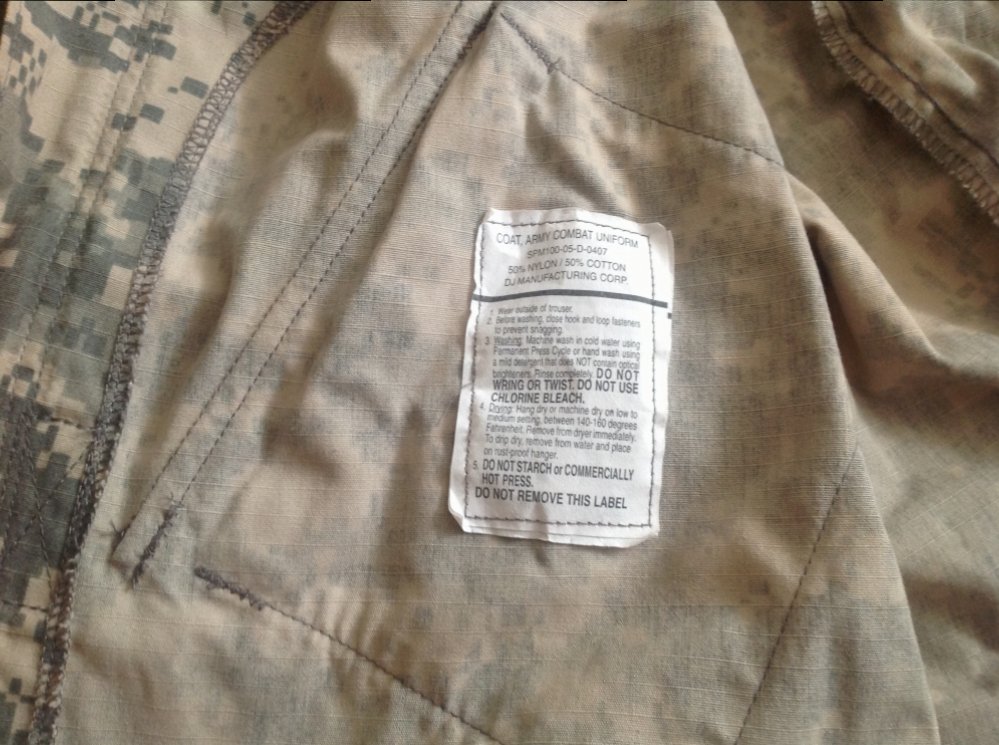 COAT, ARMY COMBAT UNIFORM
SPM100-05-D-0407
50% NYLON / 50% COTTON
DJ MANUFACTURING CORP.
1. Wear outside of trouser.
2. Before washing, close hook and loop fasteners
to prevent snagging.
3. Washing: Machine wash in cold water using
Permanent Press Cycle or hand wash using
a mild detergent that does NOT contain optical
brighteners. Rinse completely. DO NOT
WRING OR TWIST. DO NOT USE
CHLORINE BLEACH.
4. Drying: Hang dry or machine dry on low to
medium setting, between 140-160 degrees
Fahrenheit. Remove from dryer immediately.
To drip dry, remove from water and place
on rust-proof hanger.
5. DO NOT STARCH or COMMERCIALLY
HOT PRESS.
DO NOT REMOVE THIS LABEL